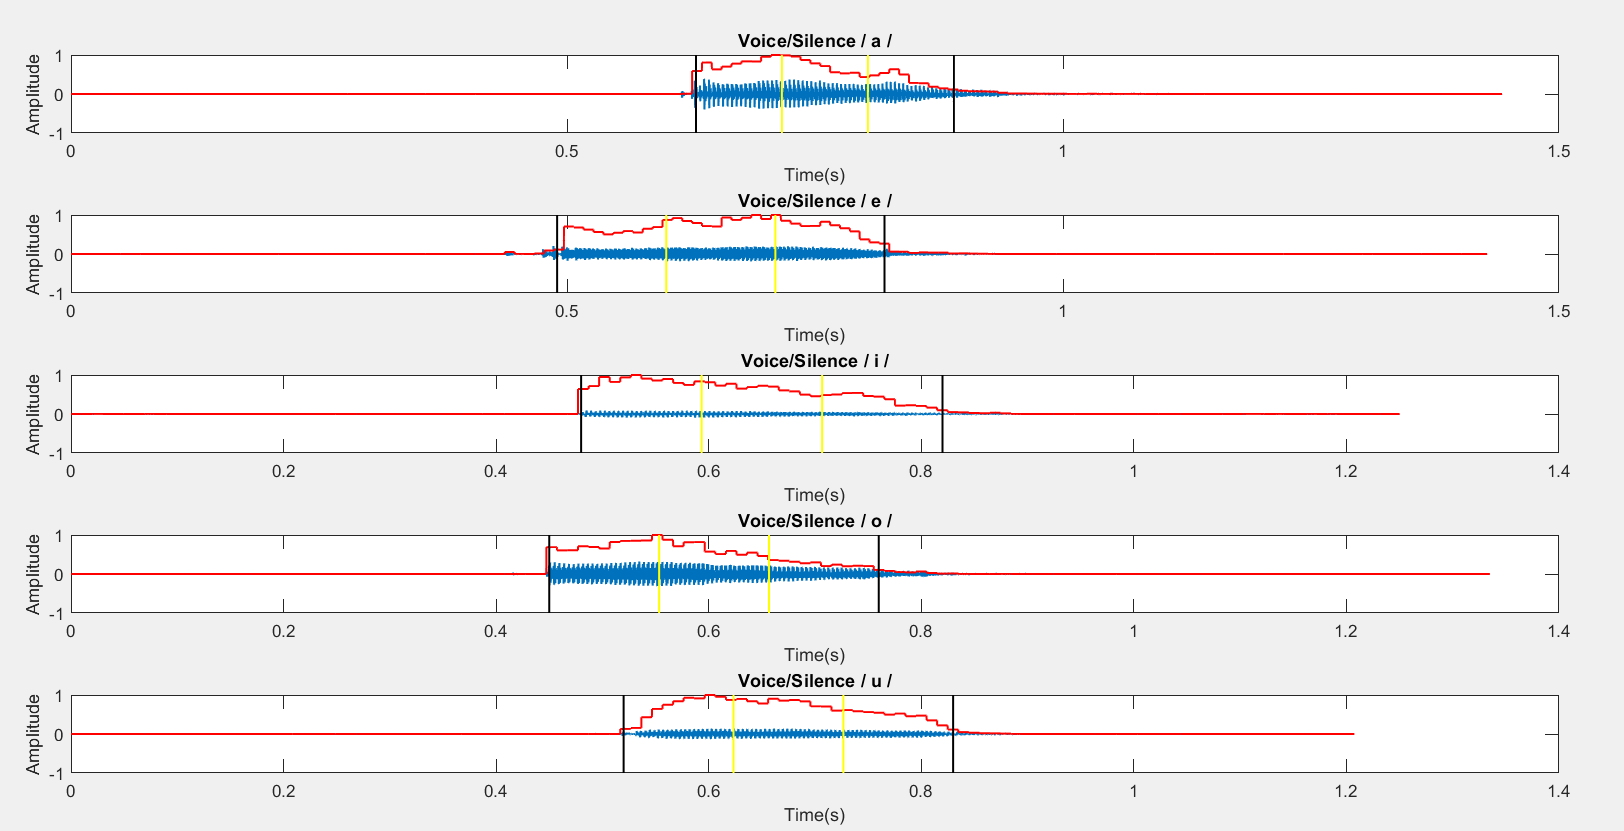 Voice/Silence / a /
Amplitude
1
0
-1
0 0.5 1 1.5
Time(s)
Voice/Silence / e /
Amplitude
1
0
-1
0 0.5 1 1.5
Time(s)
Voice/Silence / i /
Amplitude
1
0
-1
0 0.2 0.4 0.6 0.8 1 1.2 1.4
Time(s)
Voice/Silence / o /
Amplitude
1
0
-1
0 0.2 0.4 0.6 0.8 1 1.2 1.4
Time(s)
Voice/Silence / u /
Amplitude
1
0
-1
0 0.2 0.4 0.6 0.8 1 1.2 1.4
Time(s)